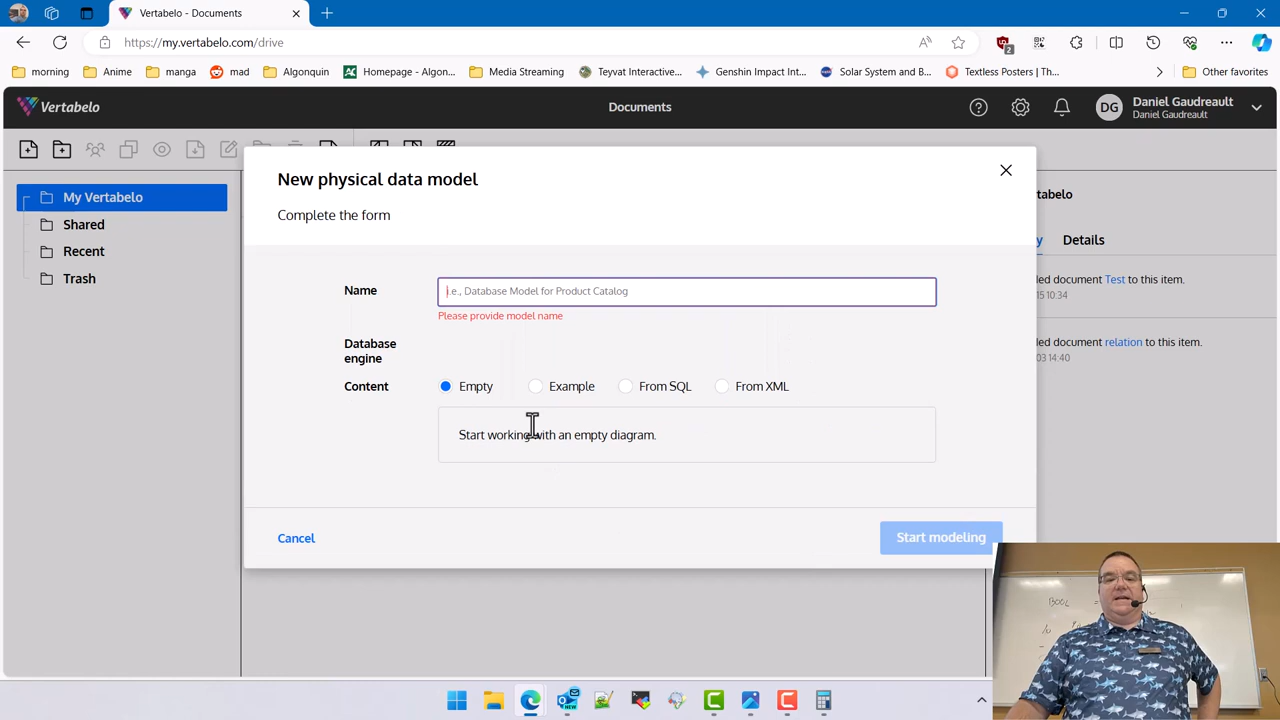 Vertabelo - Documents
https://my.vertabelo.com/drive
2
morning
Anime
manga
mad
Algonquin
Homepage - Algon...
Media Streaming
Teyvat Interactive...
Genshin Impact Int...
Solar System and B...
Textless Posters | Th...
Other favorites
Vertabelo
Documents
DG
Daniel Gaudreault
Daniel Gaudreault
My Vertabelo
Shared
Recent
Trash
New physical data model
Complete the form
Name
i.e., Database Model for Product Catalog
Please provide model name
Database
engine
Content
Empty
Example
From SQL
From XML
Start working with an empty diagram.
Cancel
Start modeling
tabelo
y
Details
led document Test to this item.
15 10:34
led document relation to this item.
03 14:40
NEW
BOOL